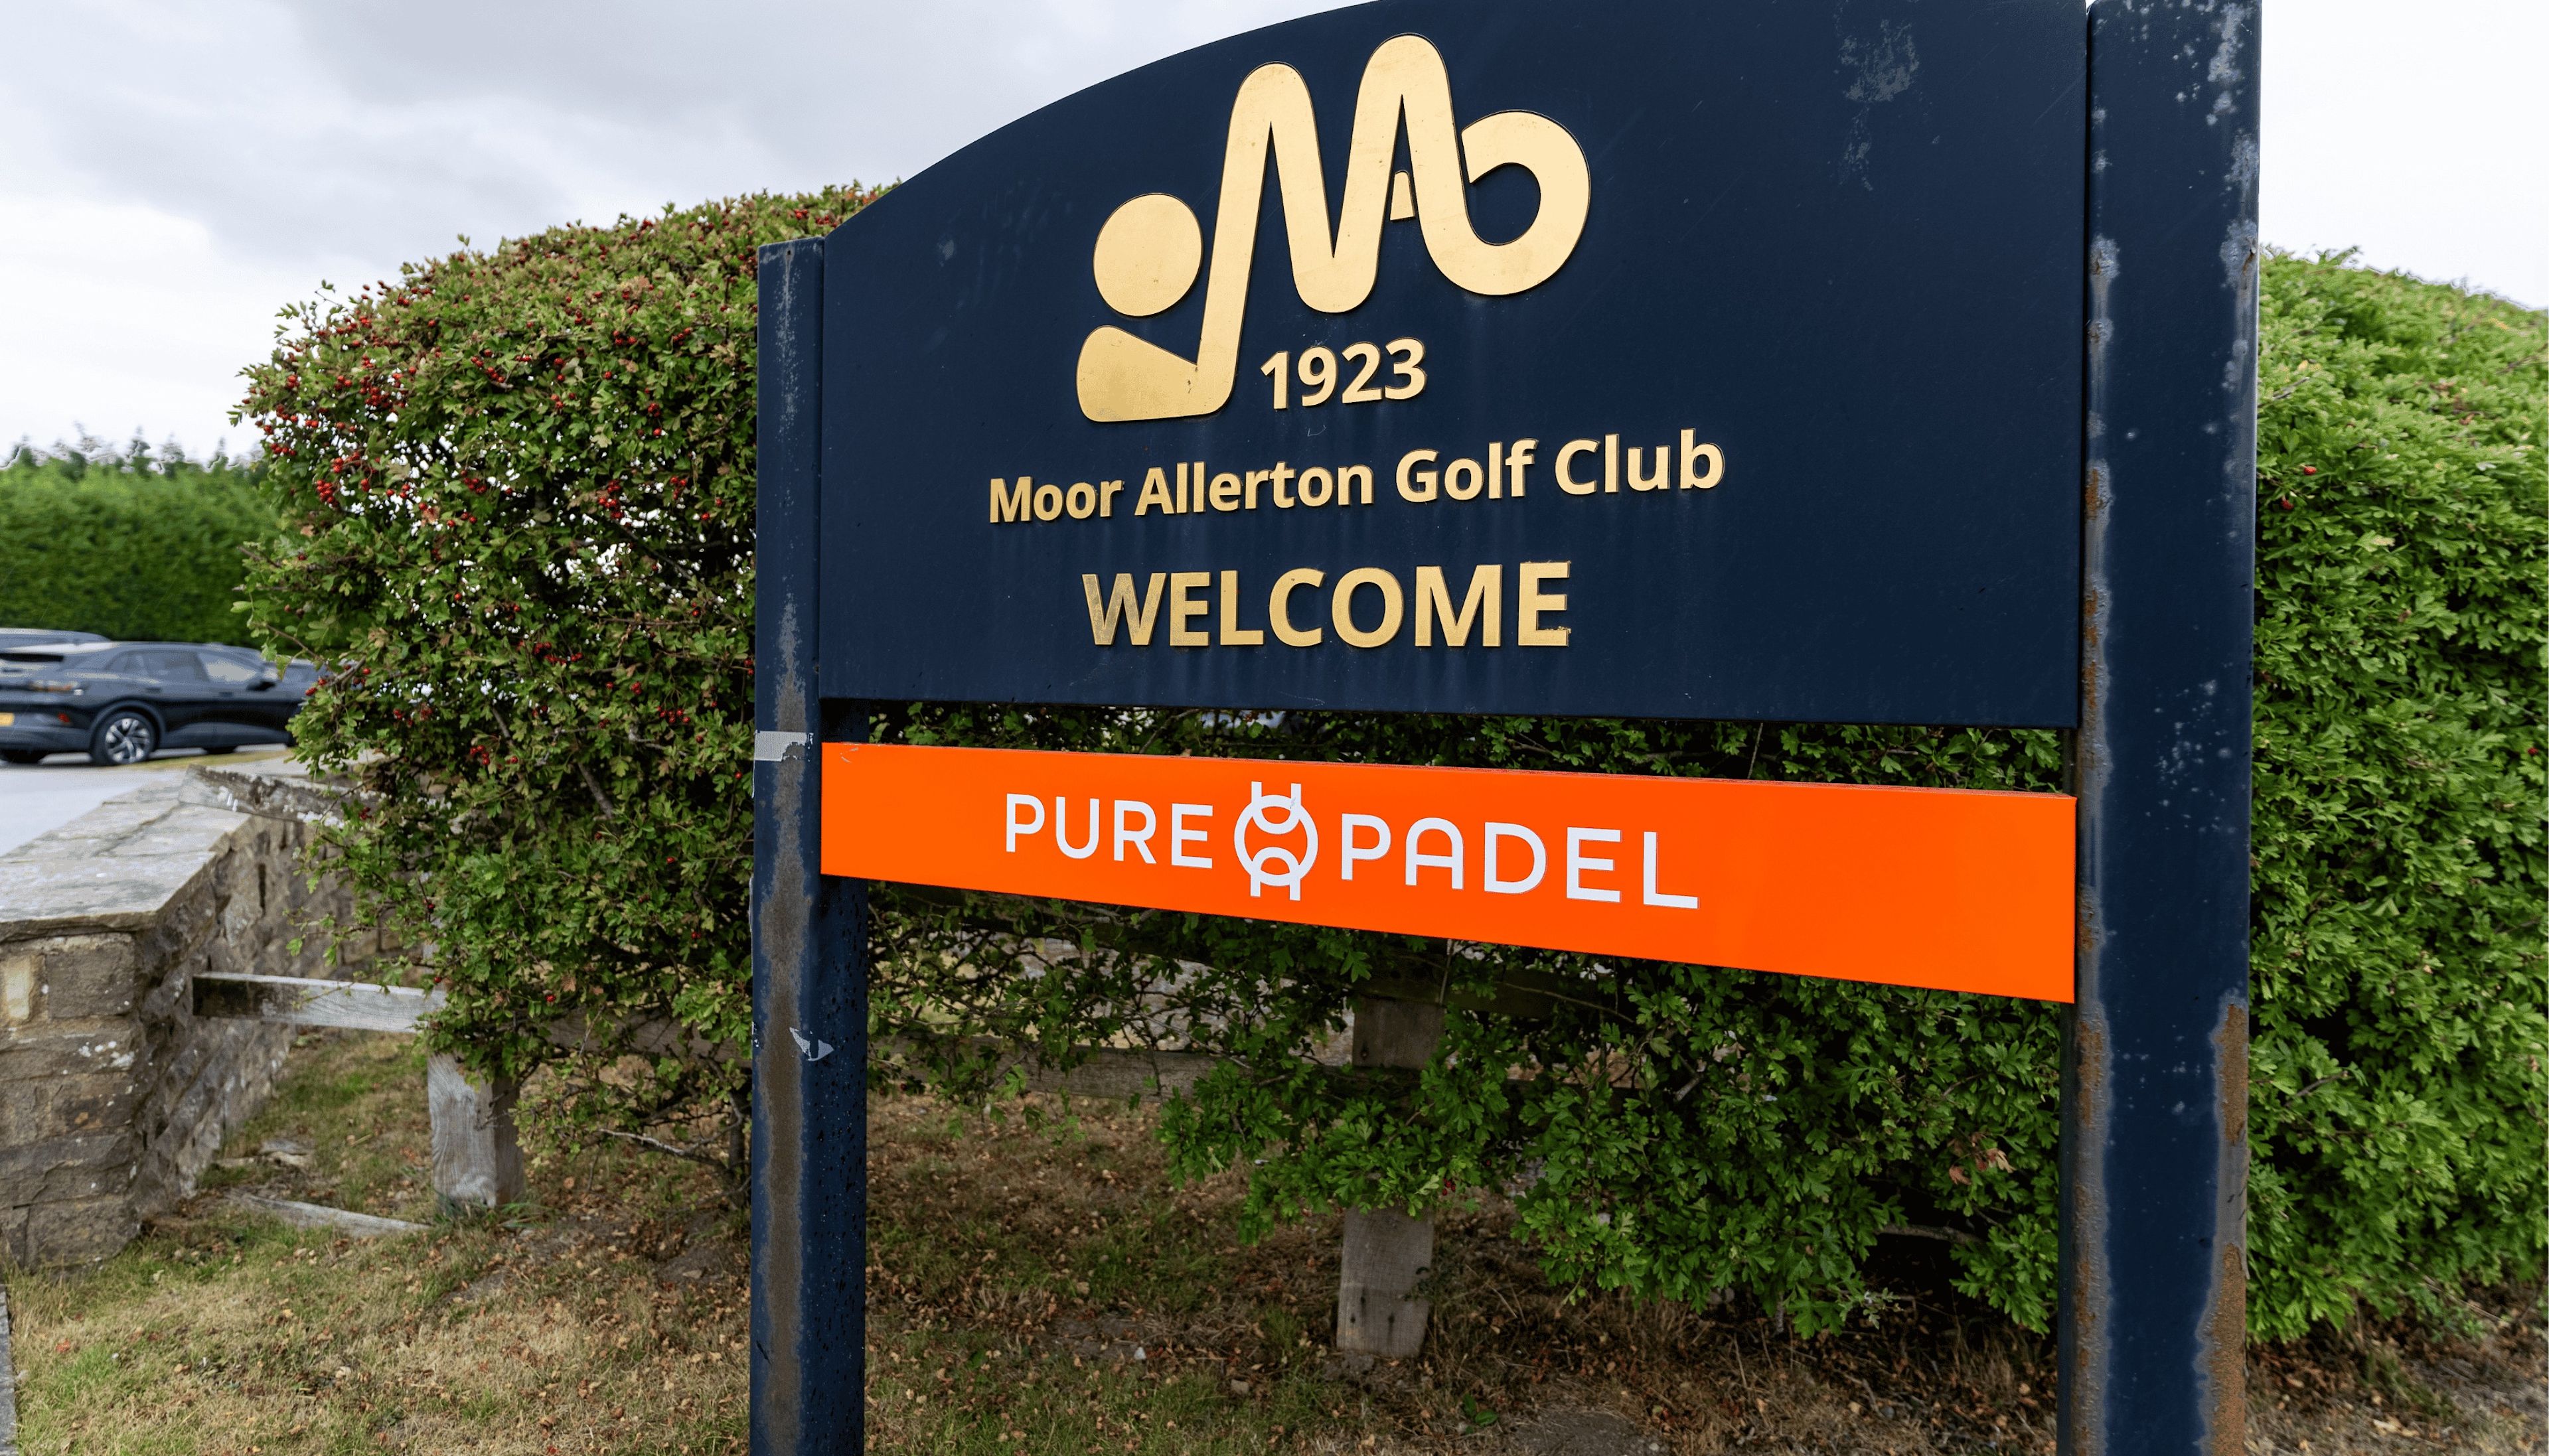 1923
Moor Allerton Golf Club
WELCOME
PURE PADEL